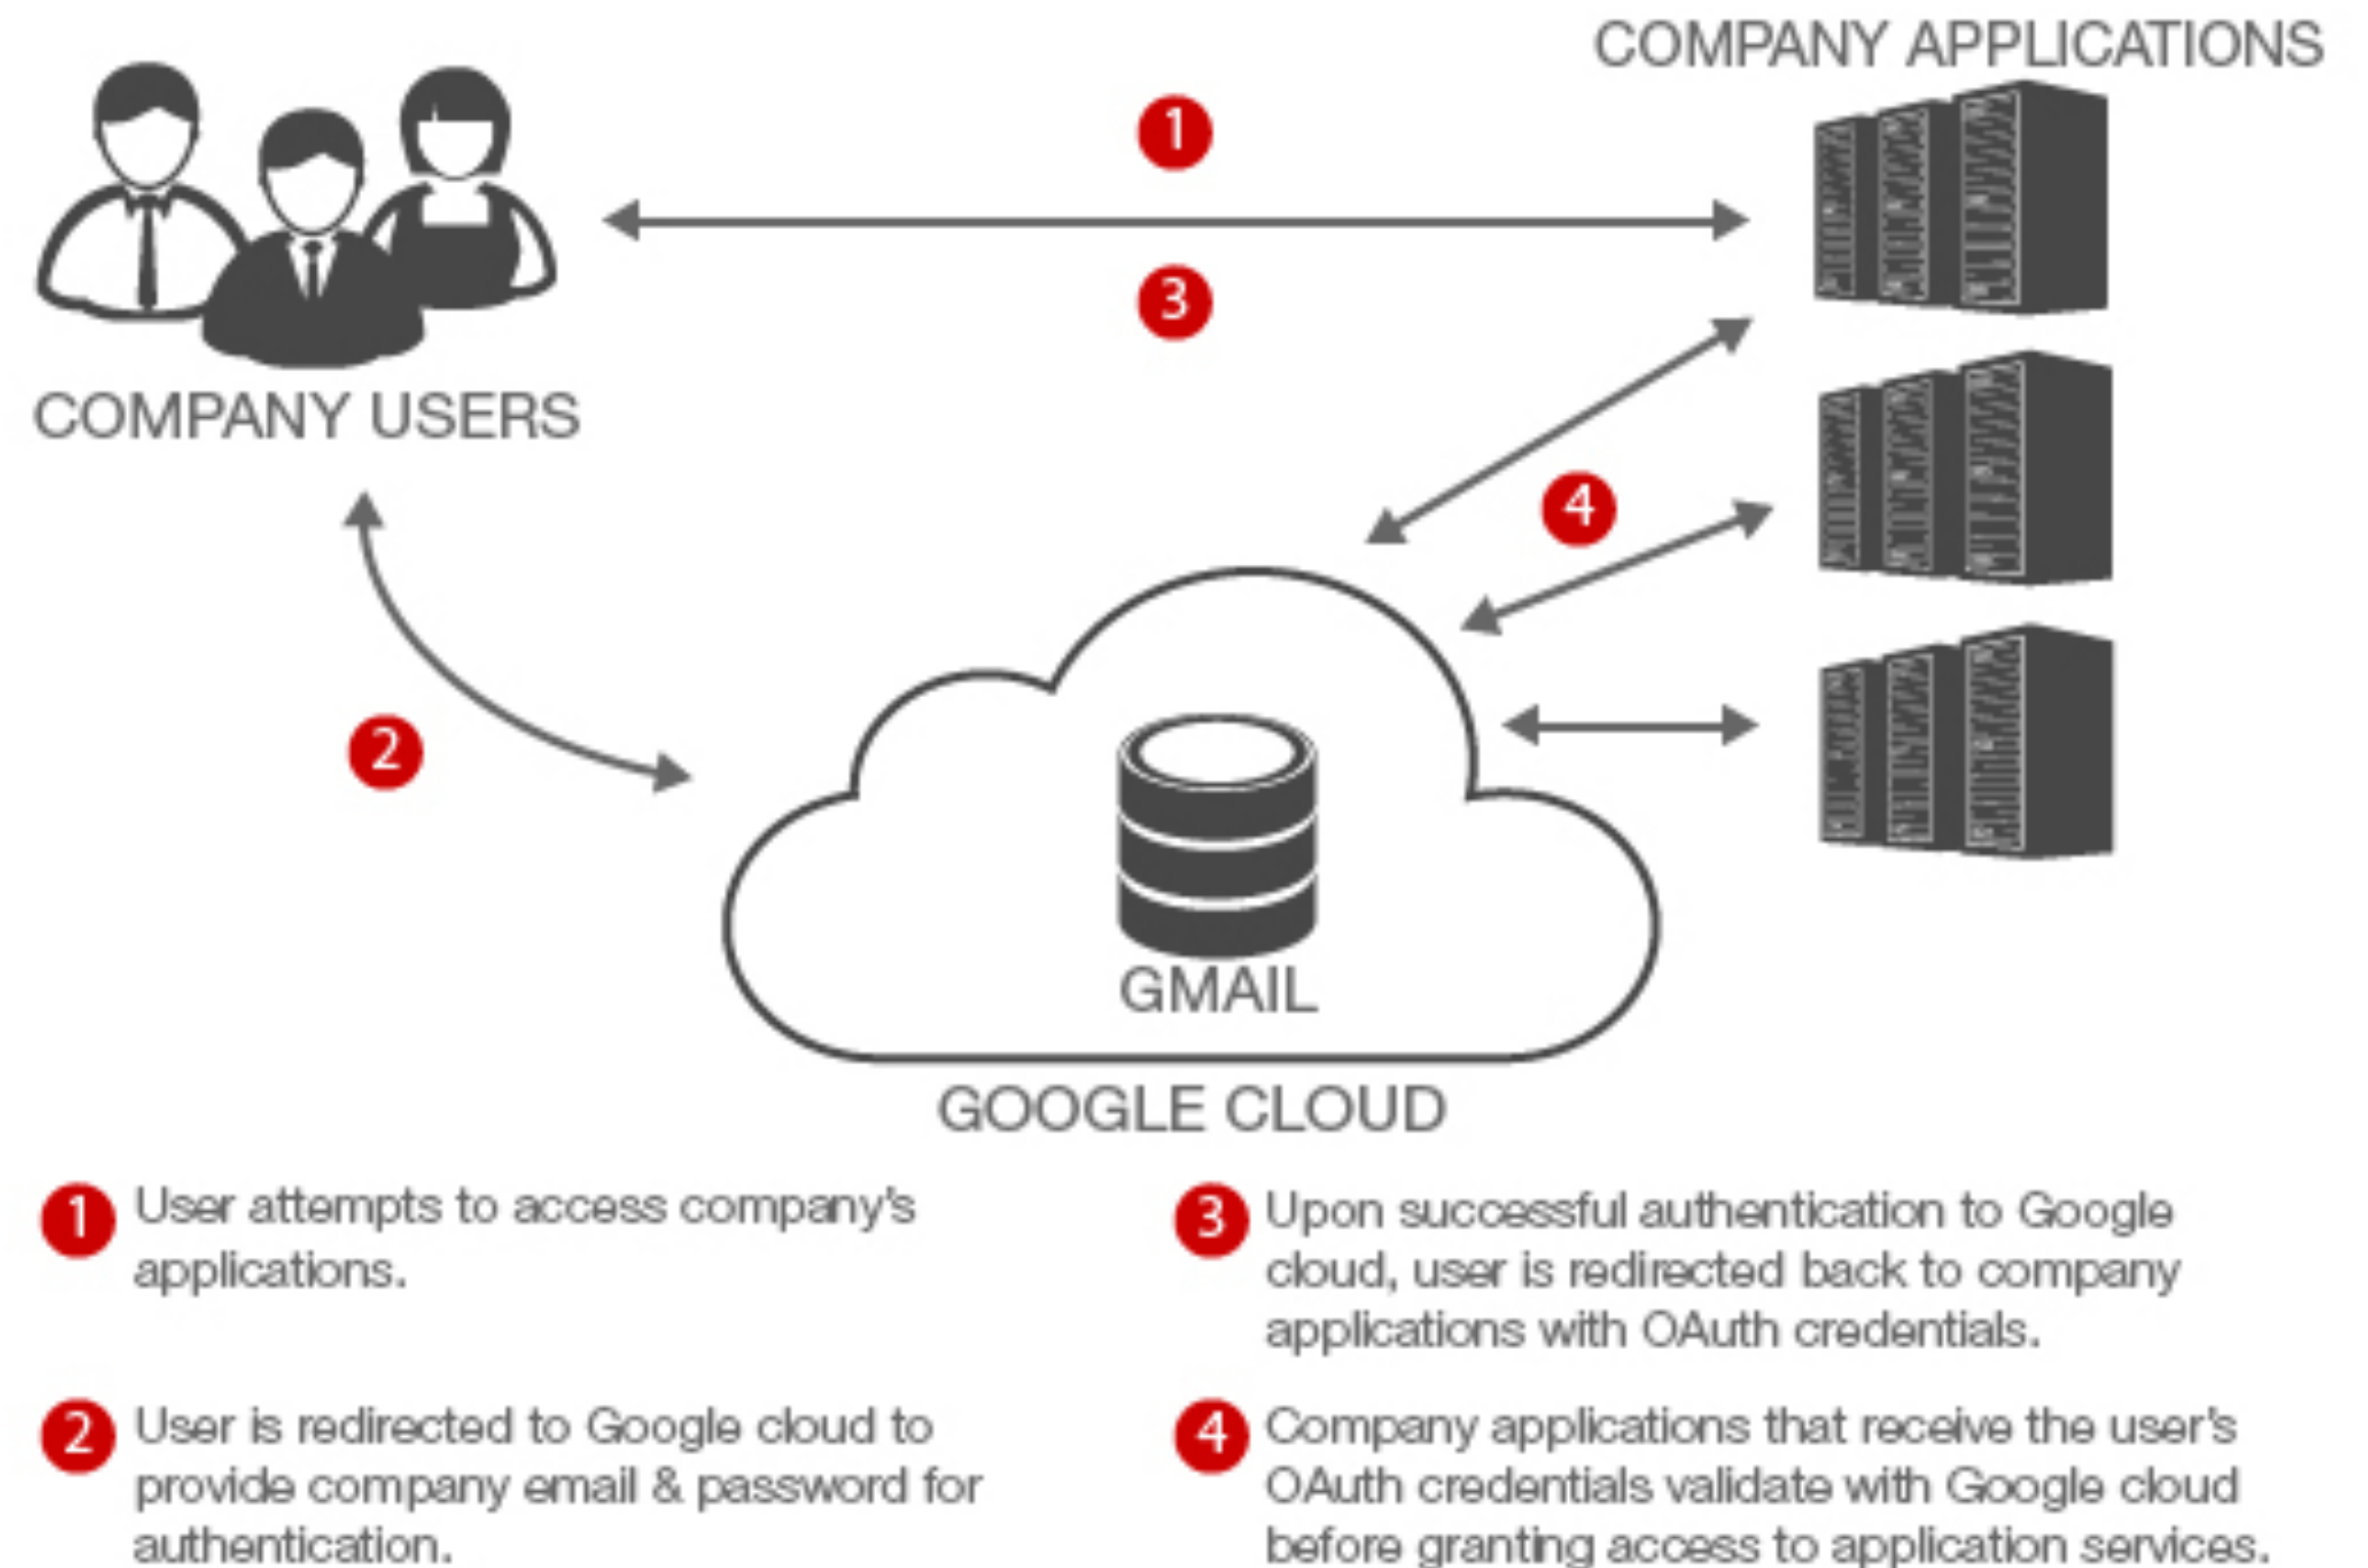 COMPANY APPLICATIONS
1
3
COMPANY USERS
4
2
GMAIL
GOOGLE CLOUD
1 User attempts to access company's
applications.
2 User is redirected to Google cloud to
provide company email & password for
authentication.
3 Upon successful authentication to Google
cloud, user is redirected back to company
applications with OAuth credentials.
4 Company applications that receive the user's
OAuth credentials validate with Google cloud
before granting access to application services.